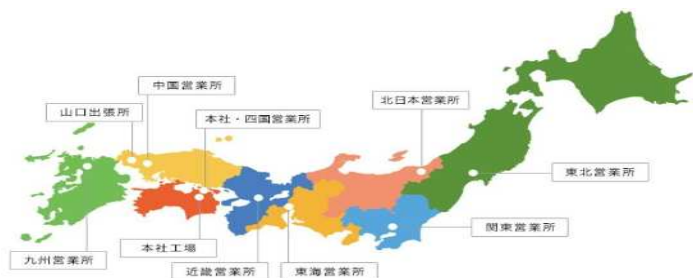 中国営業所
北日本営業所
山口出張所
本社・四国営業所
東北営業所
関東営業所
本社工場
九州営業所
近畿営業所
東海営業所